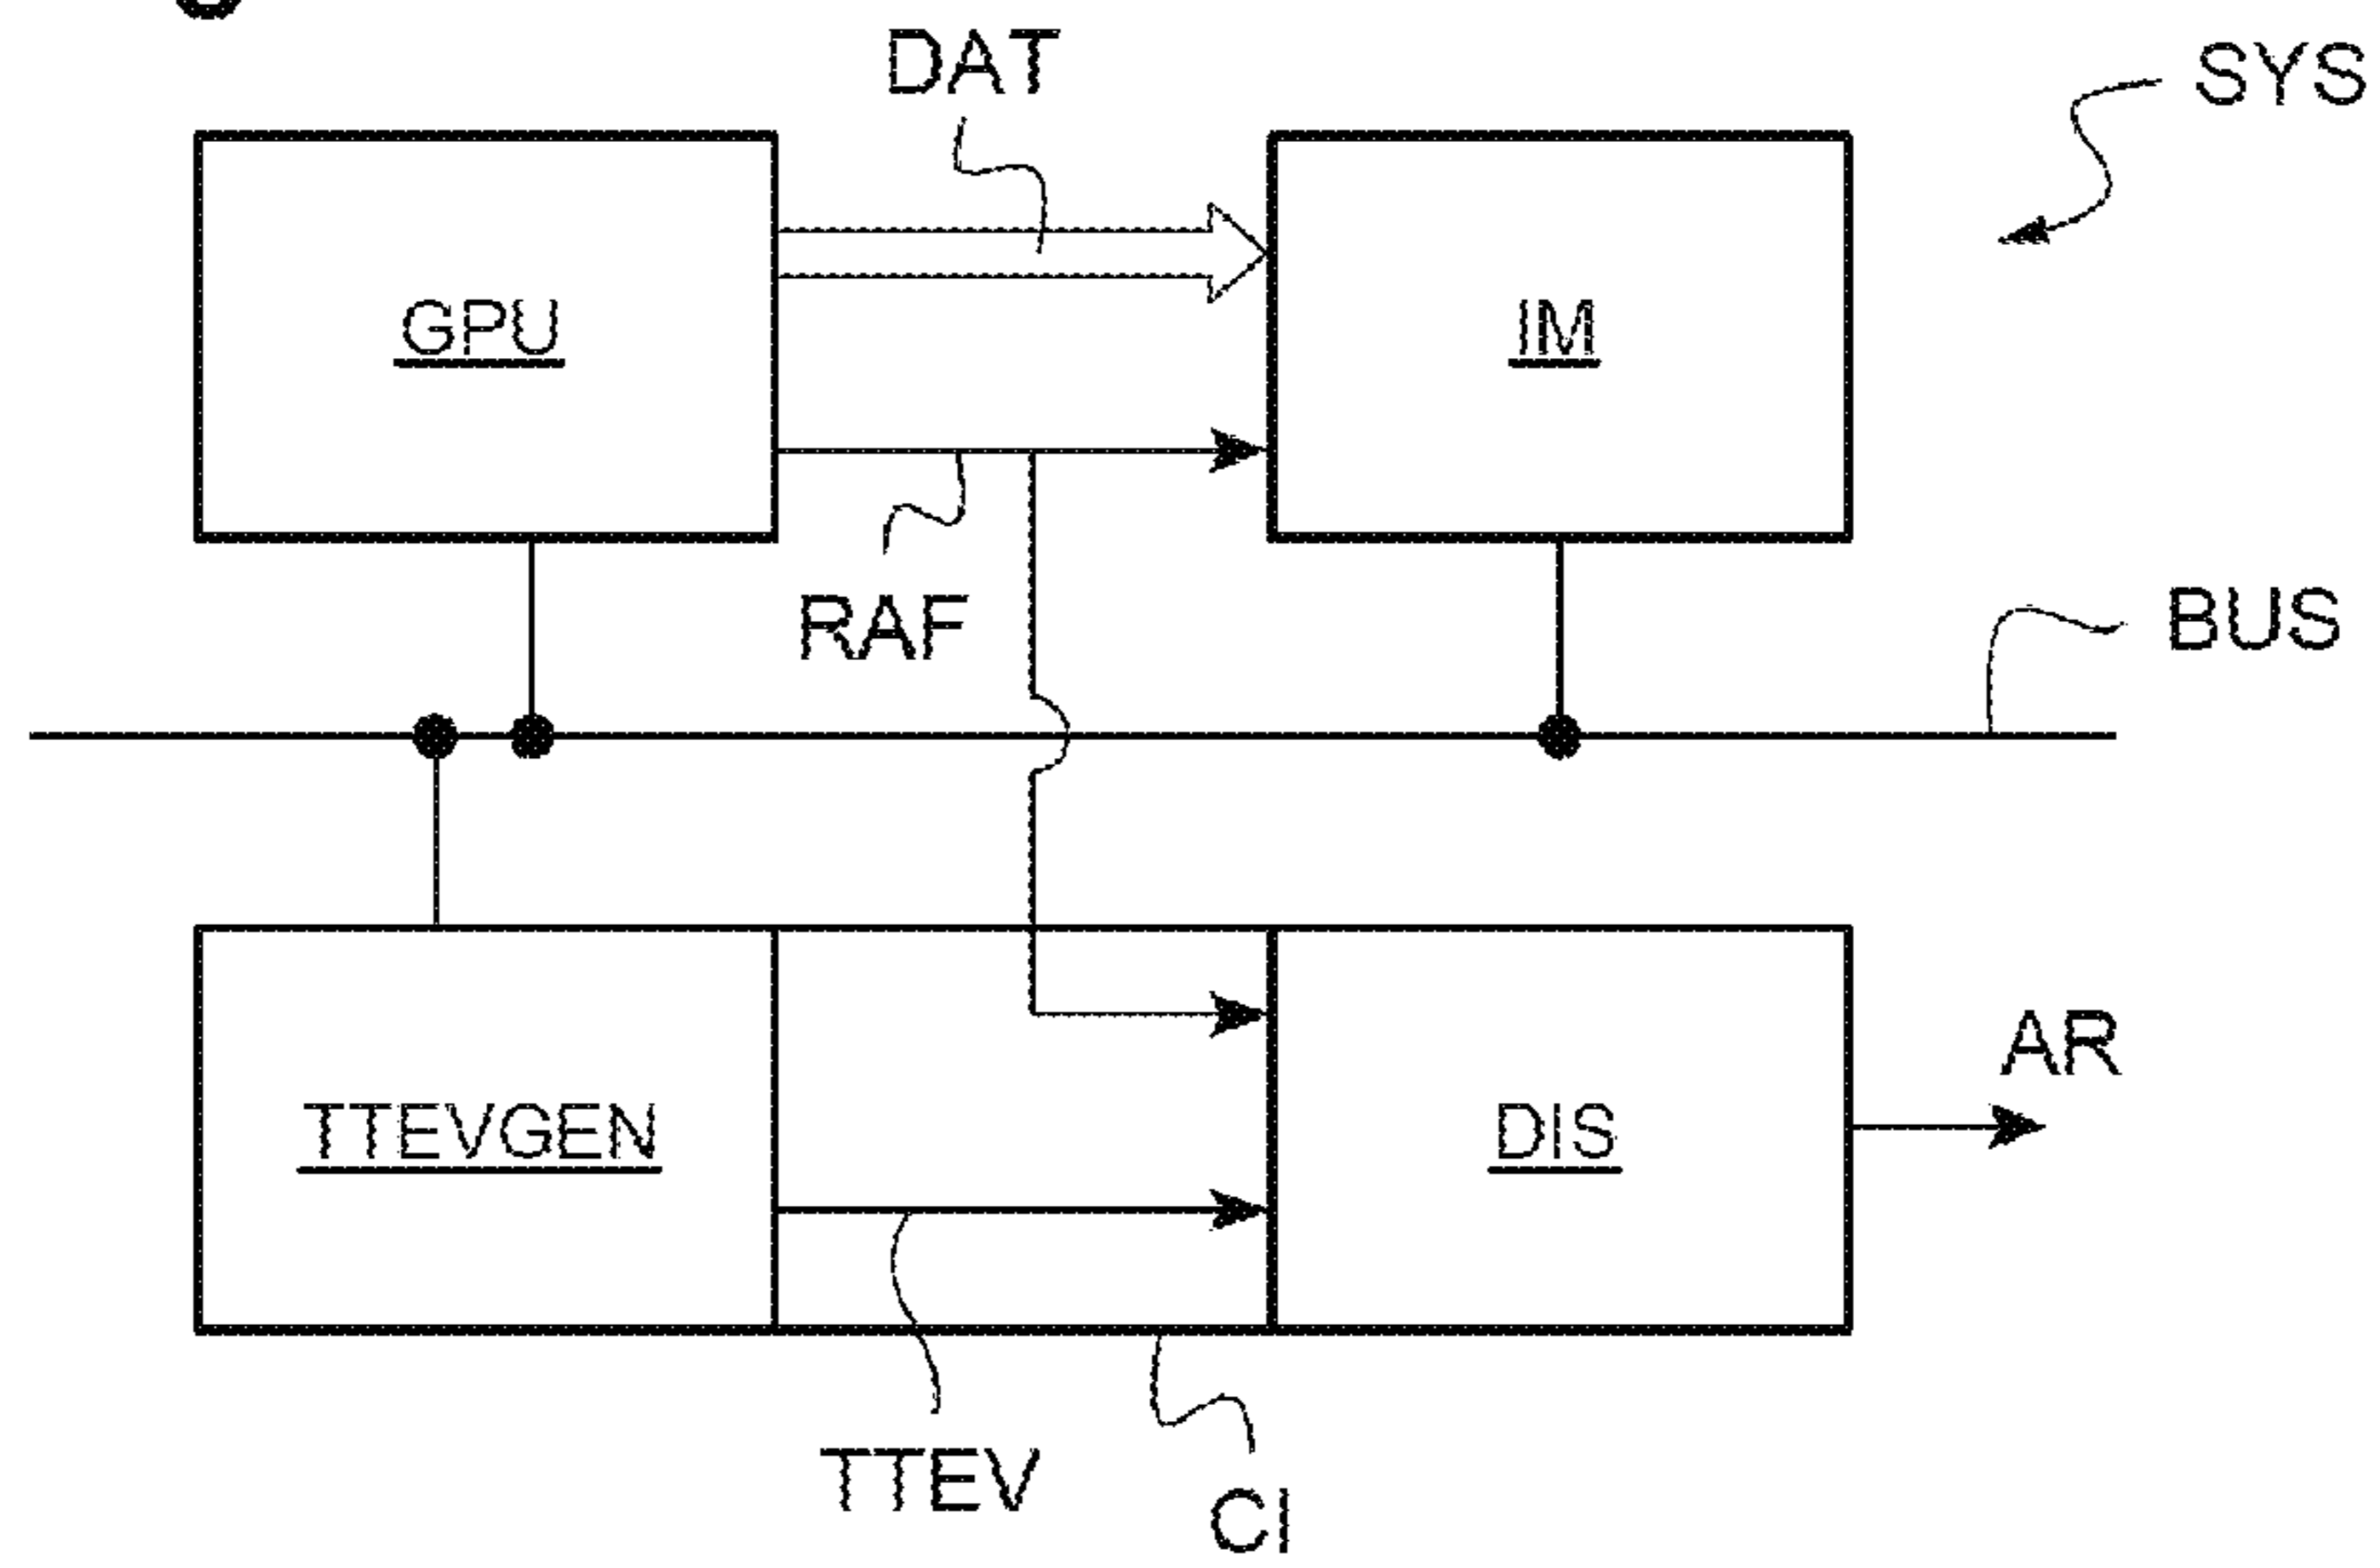 DAT
SYS
GPU
IM
RAF
BUS
AR
TTEVGEN
DIS
TTEV
CI